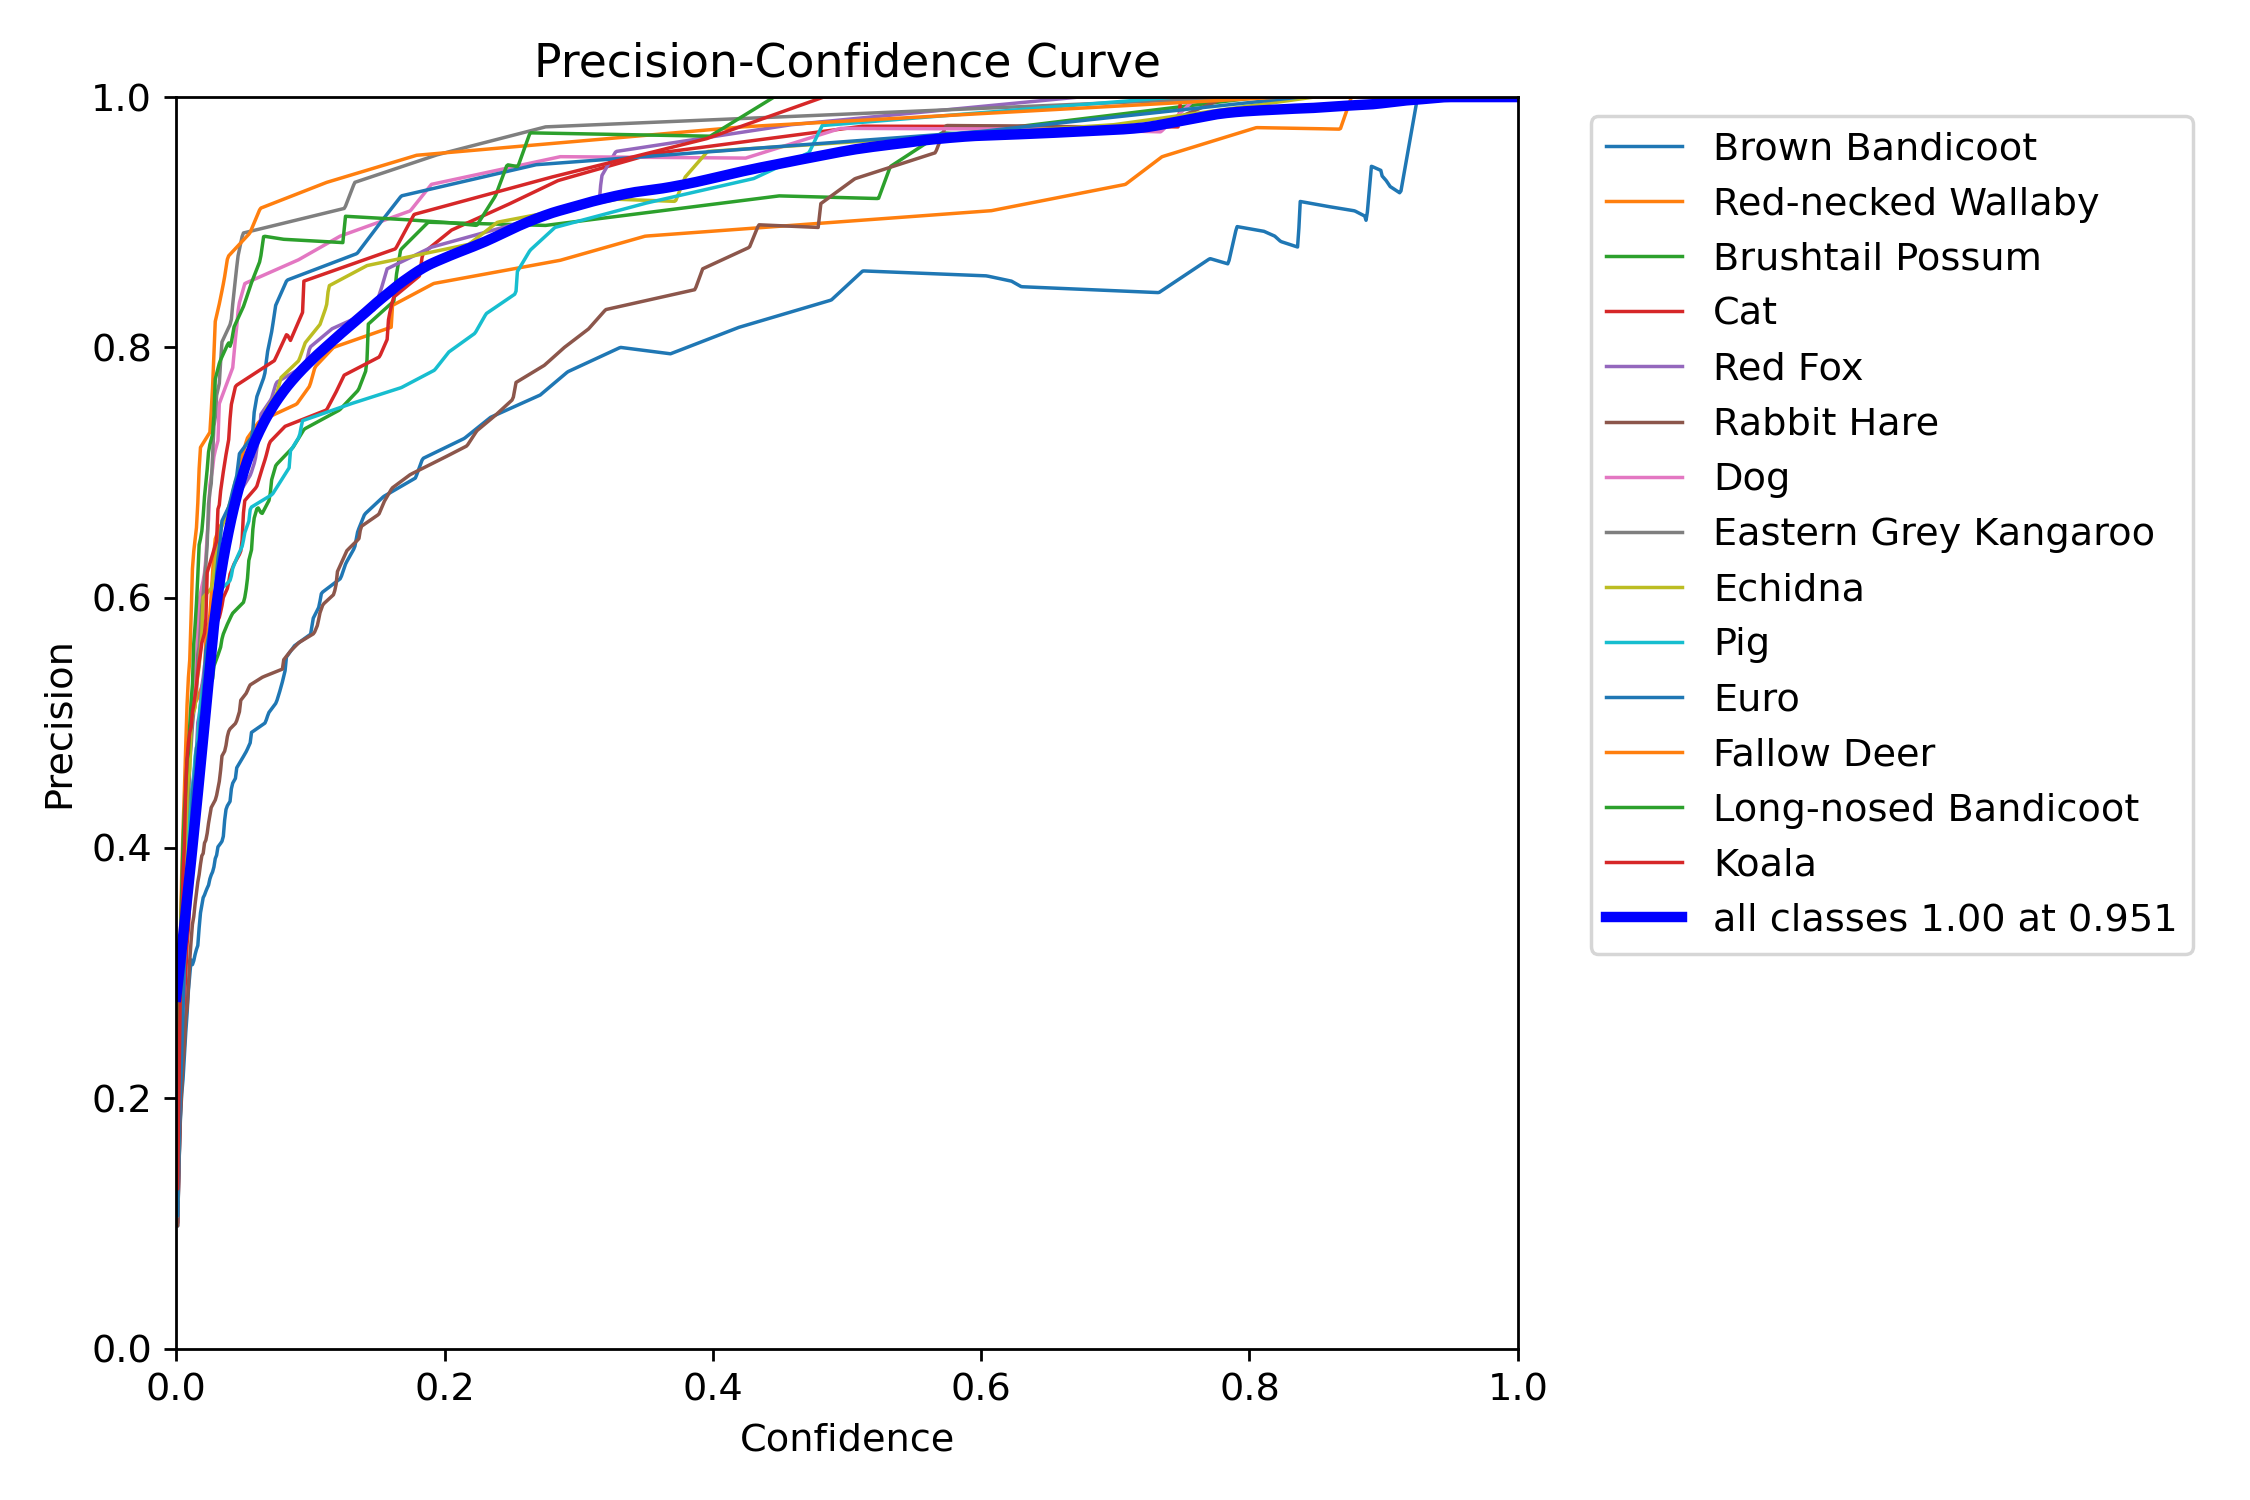 Precision-Confidence Curve
1.0
0.8
0.6
0.4
0.2
0.0
Precision
0.0 0.2 0.4 0.6 0.8 1.0
Confidence
Brown Bandicoot
Red-necked Wallaby
Brushtail Possum
Cat
Red Fox
Rabbit Hare
Dog
Eastern Grey Kangaroo
Echidna
Pig
Euro
Fallow Deer
Long-nosed Bandicoot
Koala
all classes 1.00 at 0.951